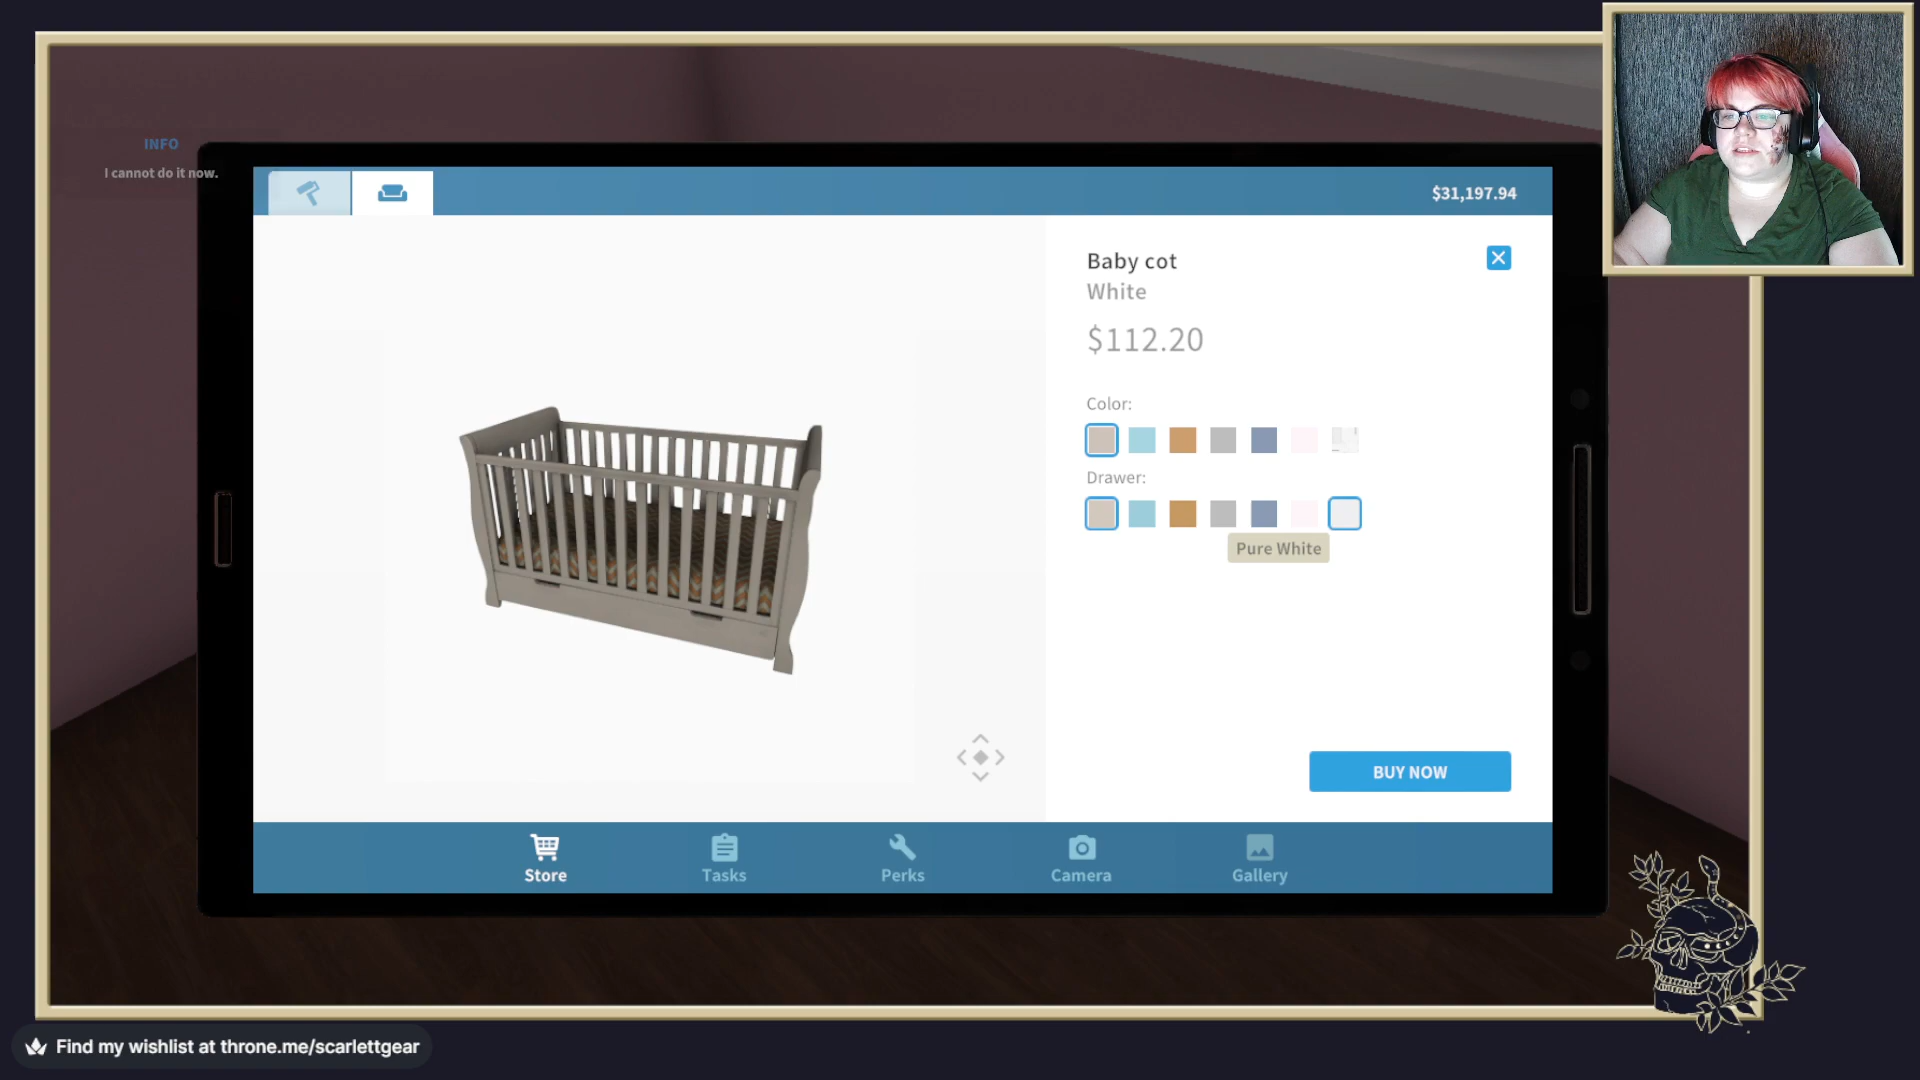 INFO
I cannot do it now.
$31,197.94
Baby cot
White
$112.20
Color:
Drawer:
Pure White
BUY NOW
Store
Tasks
Perks
Camera
Gallery
Find my wishlist at throne.me/scarlettgear